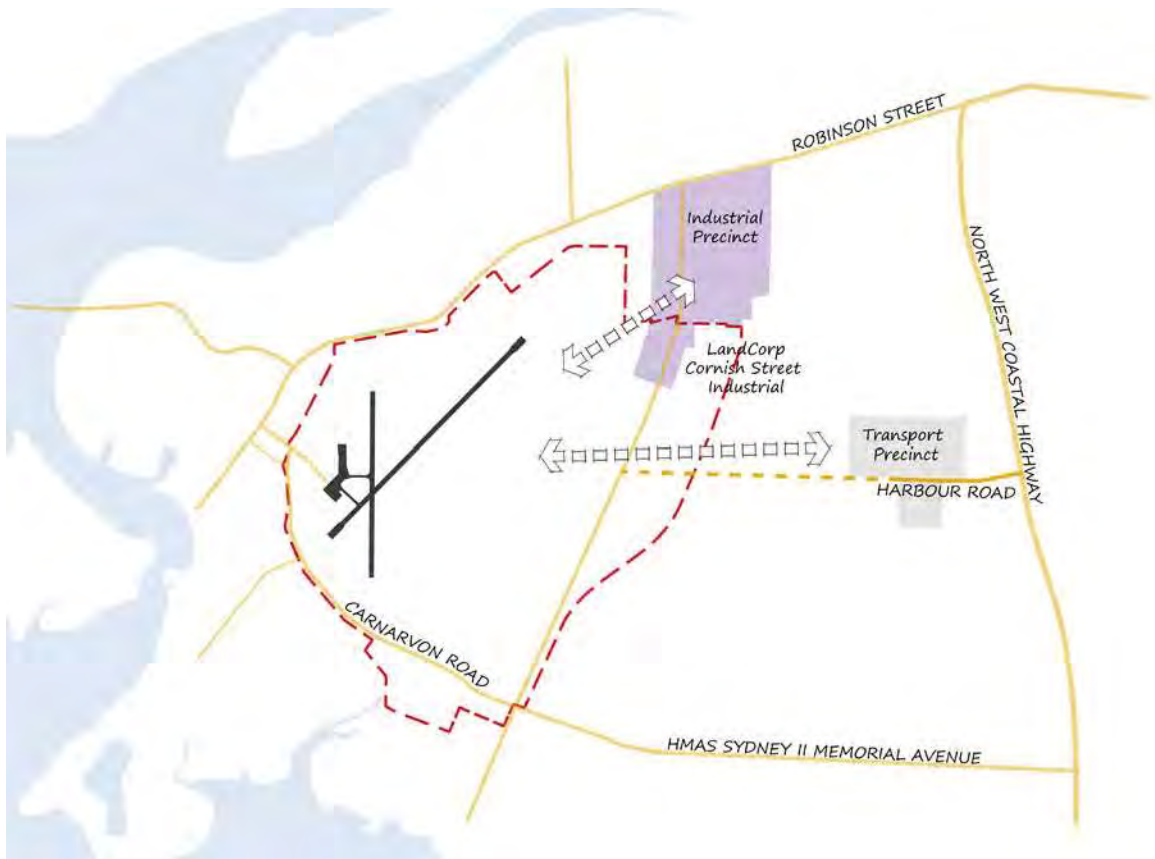 ROBINSON STREET
Industrial
Precinct
NORTH WEST COASTAL HIGHWAY
LandCorp
Cornish Street
Industrial
Transport
Precinct
HARBOUR ROAD
CARNARVON ROAD
HMAS SYDNEY II MEMORIAL AVENUE